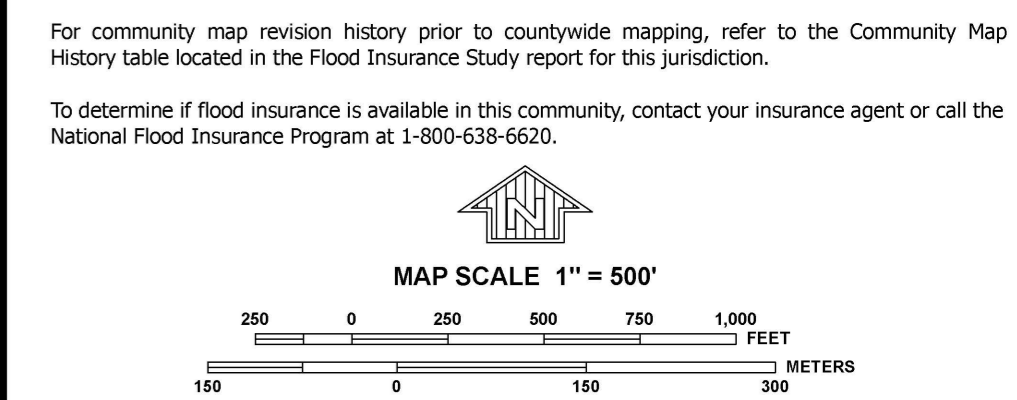 For community map revision history prior to countywide mapping, refer to the Community Map
History table located in the Flood Insurance Study report for this jurisdiction.
To determine if flood insurance is available in this community, contact your insurance agent or call the
National Flood Insurance Program at 1-800-638-6620.
N
MAP SCALE 1" = 500'
250 0 250 500 750 1,000
FEET
METERS
150 0 150 300